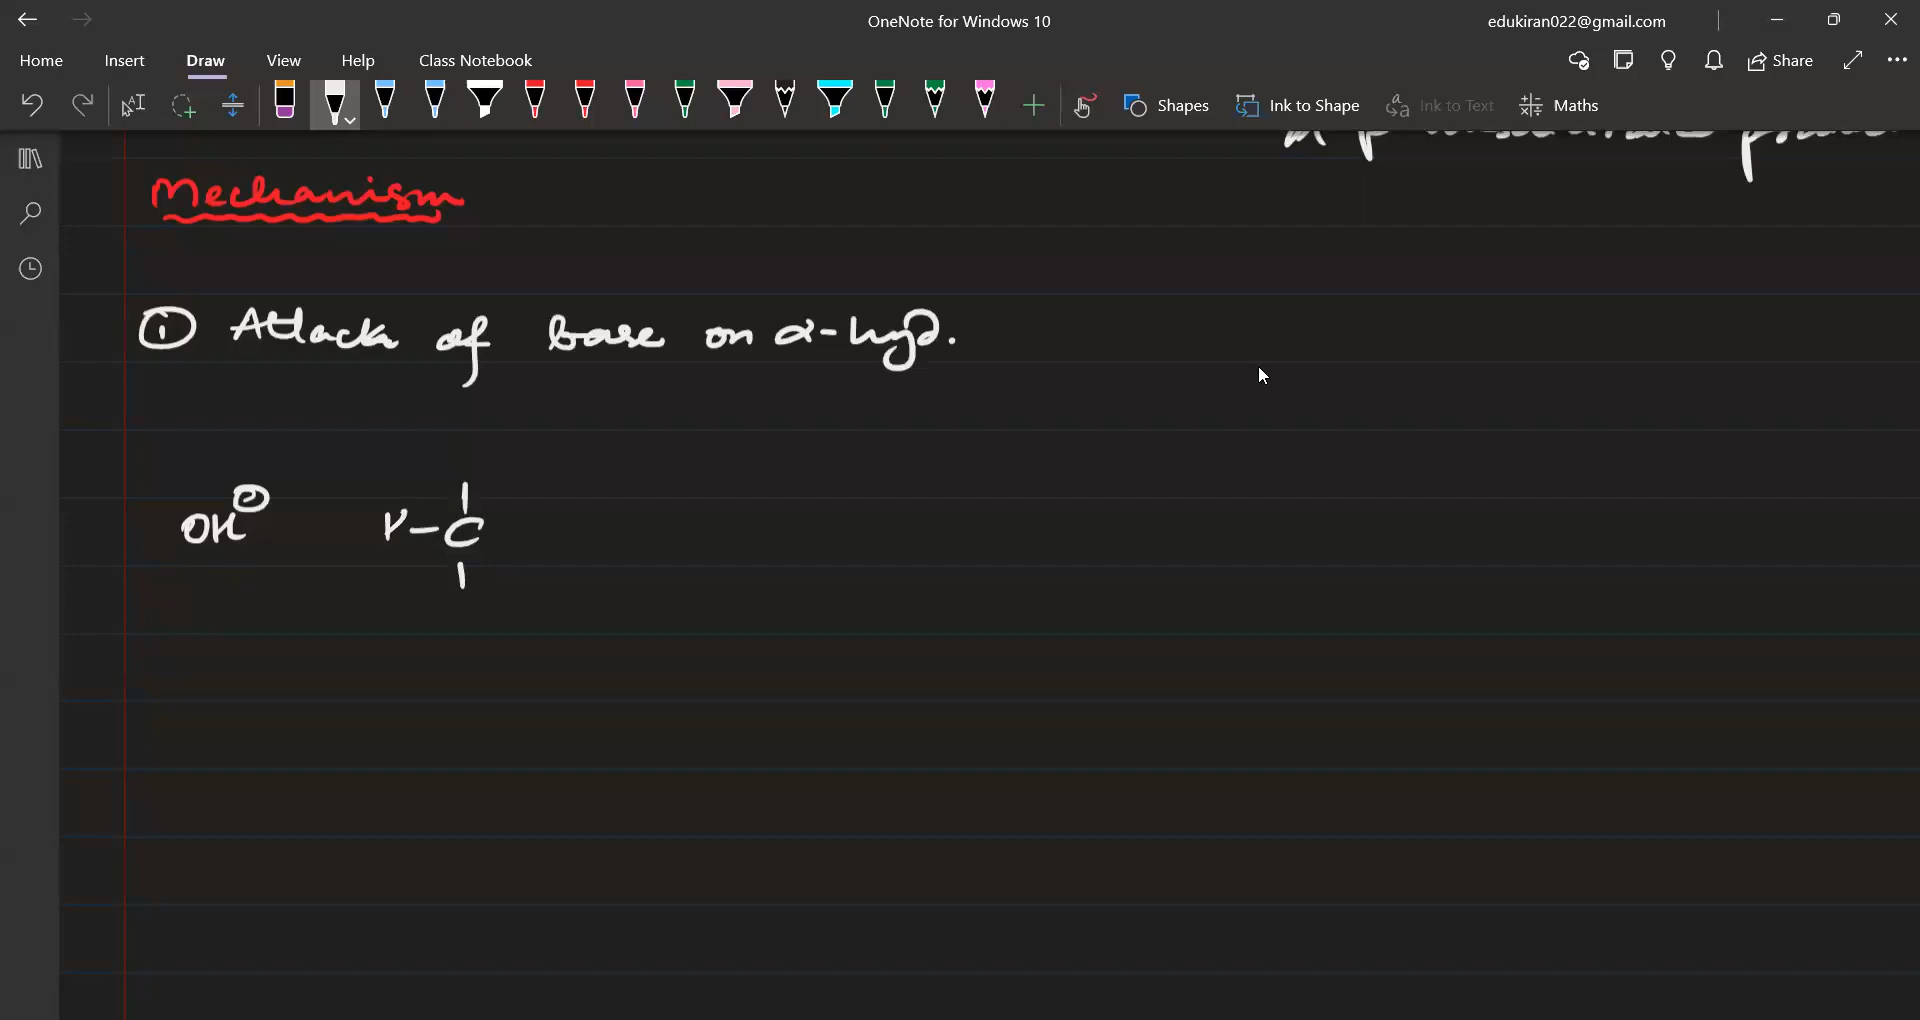 OneNote for Windows 10
edukiran022@gmail.com
Home Insert Draw View Help Class Notebook
Share
Shapes Ink to Shape Ink to Text Maths
Mechanism
① Attack of base on α-hyd.
OH⊖ H-C